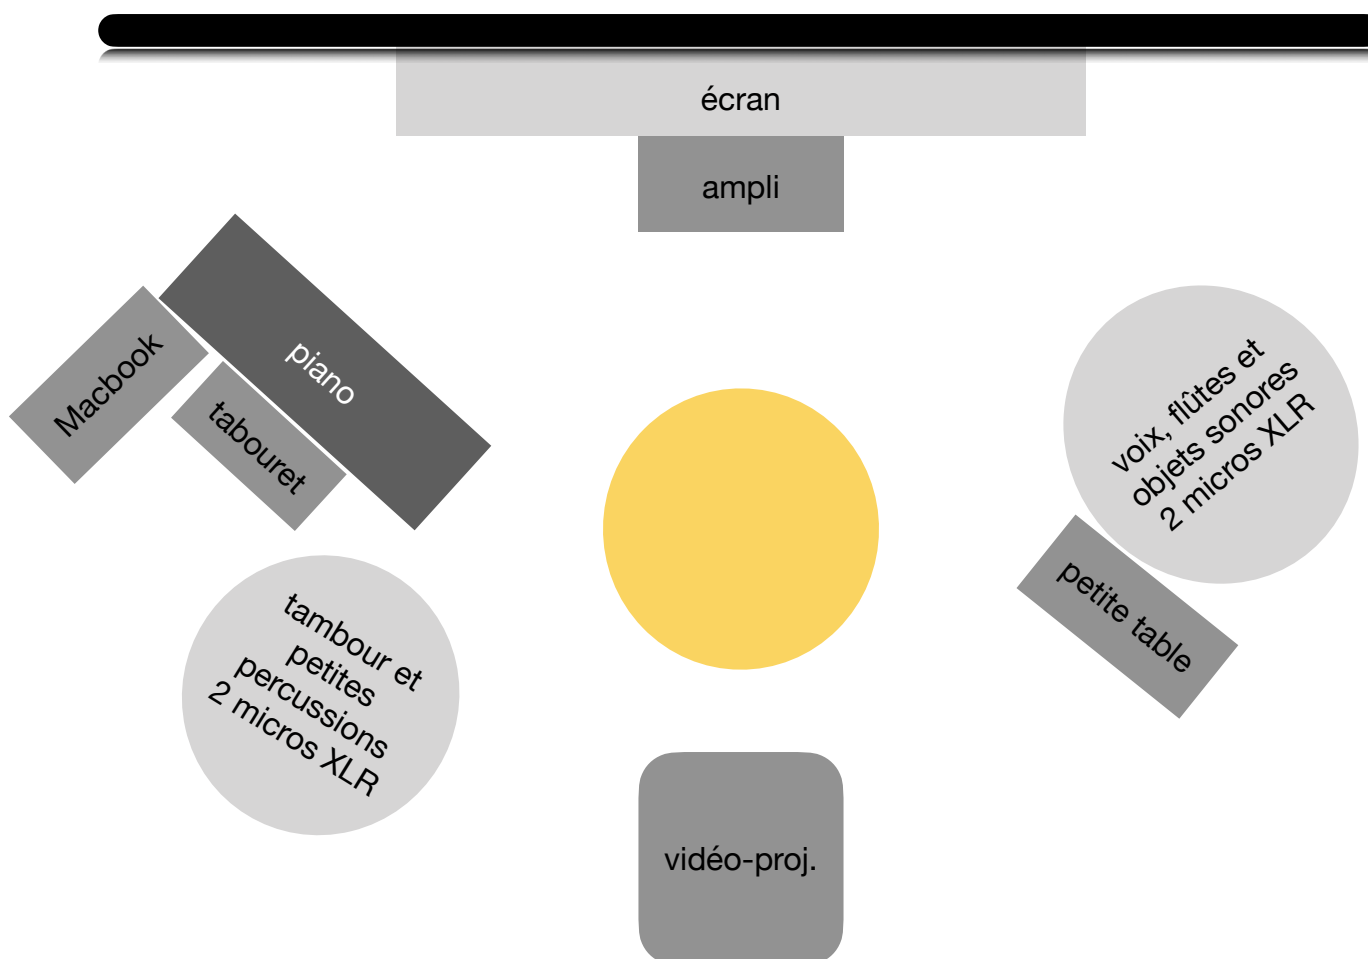 écran
ampli
piano
Macbook
tabouret
voix, flûtes et
objets sonores
2 micros XLR
petite table
tambour et
petites
percussions
2 micros XLR
vidéo-proj.